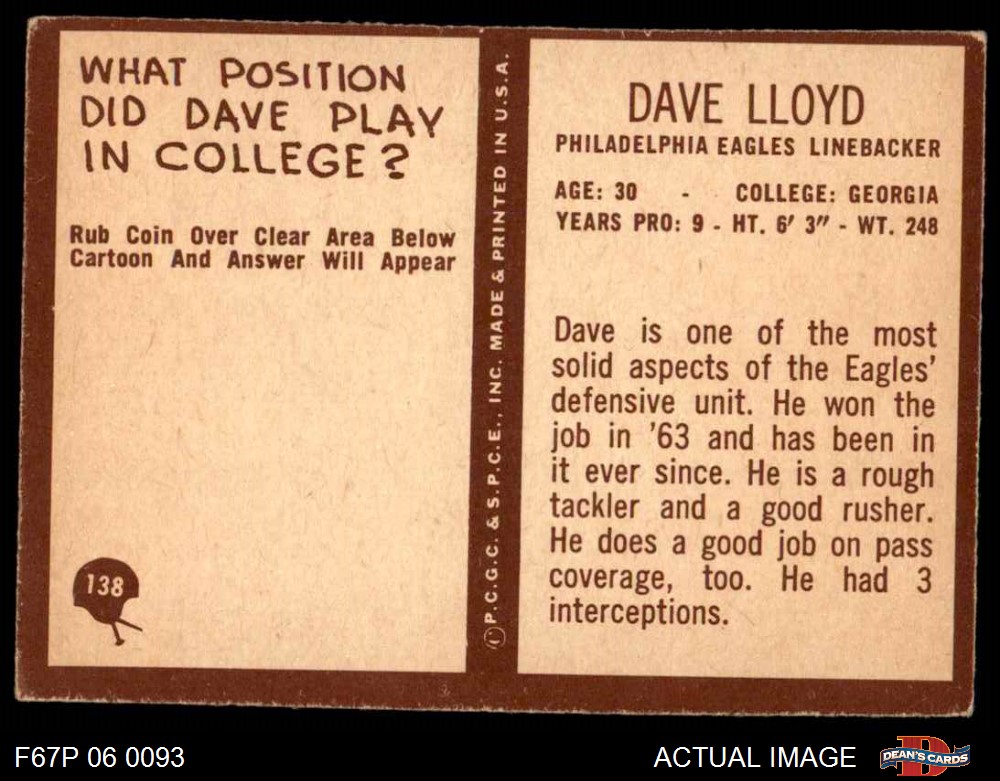 WHAT POSITION
DID DAVE PLAY
IN COLLEGE?
Rub Coin Over Clear Area Below
Cartoon And Answer Will Appear
138
© P.C.G.C. & S.P.C.E., INC. MADE & PRINTED IN U.S.A.
DAVE LLOYD
PHILADELPHIA EAGLES LINEBACKER
AGE: 30 - COLLEGE: GEORGIA
YEARS PRO: 9 - HT. 6' 3" - WT. 248
Dave is one of the most
solid aspects of the Eagles'
defensive unit. He won the
job in '63 and has been in
it ever since. He is a rough
tackler and a good rusher.
He does a good job on pass
coverage, too. He had 3
interceptions.
F67P 06 0093
ACTUAL IMAGE
DEAN'S CARDS